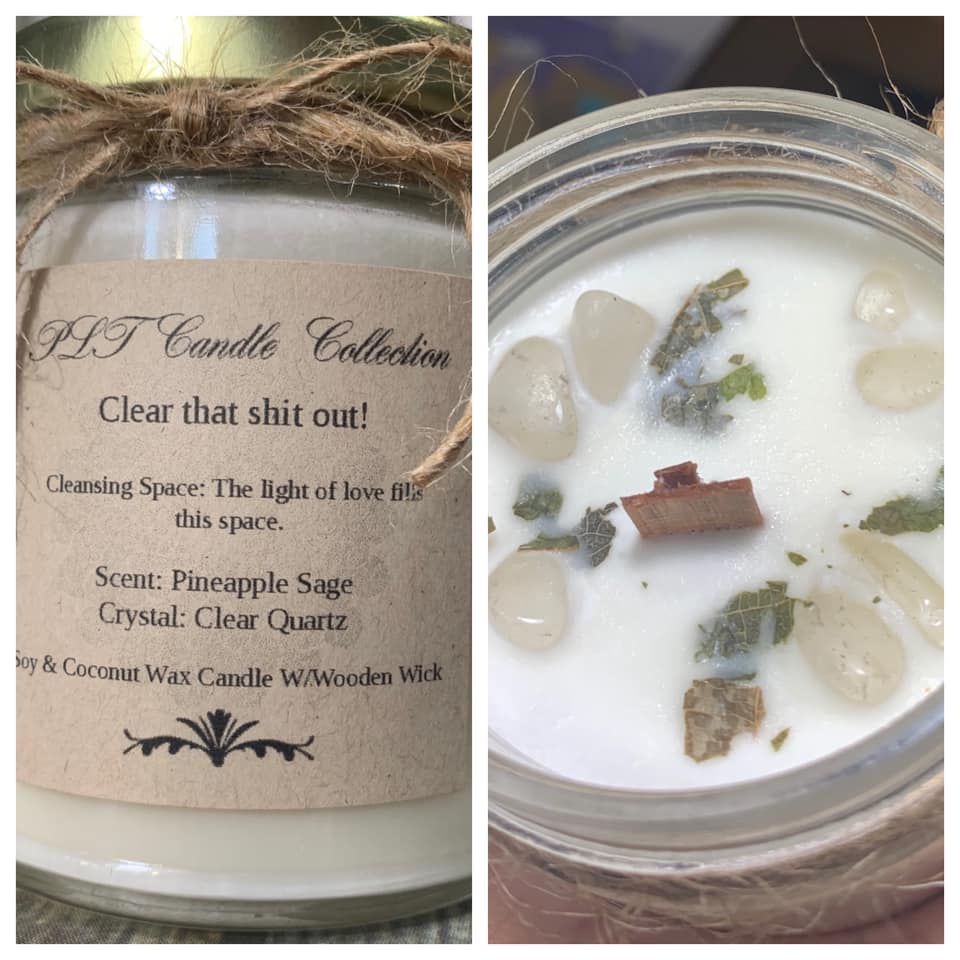 PLT Candle Collection
Clear that shit out!
Cleansing Space: The light of love fills
this space.
Scent: Pineapple Sage
Crystal: Clear Quartz
Soy & Coconut Wax Candle W/Wooden Wick